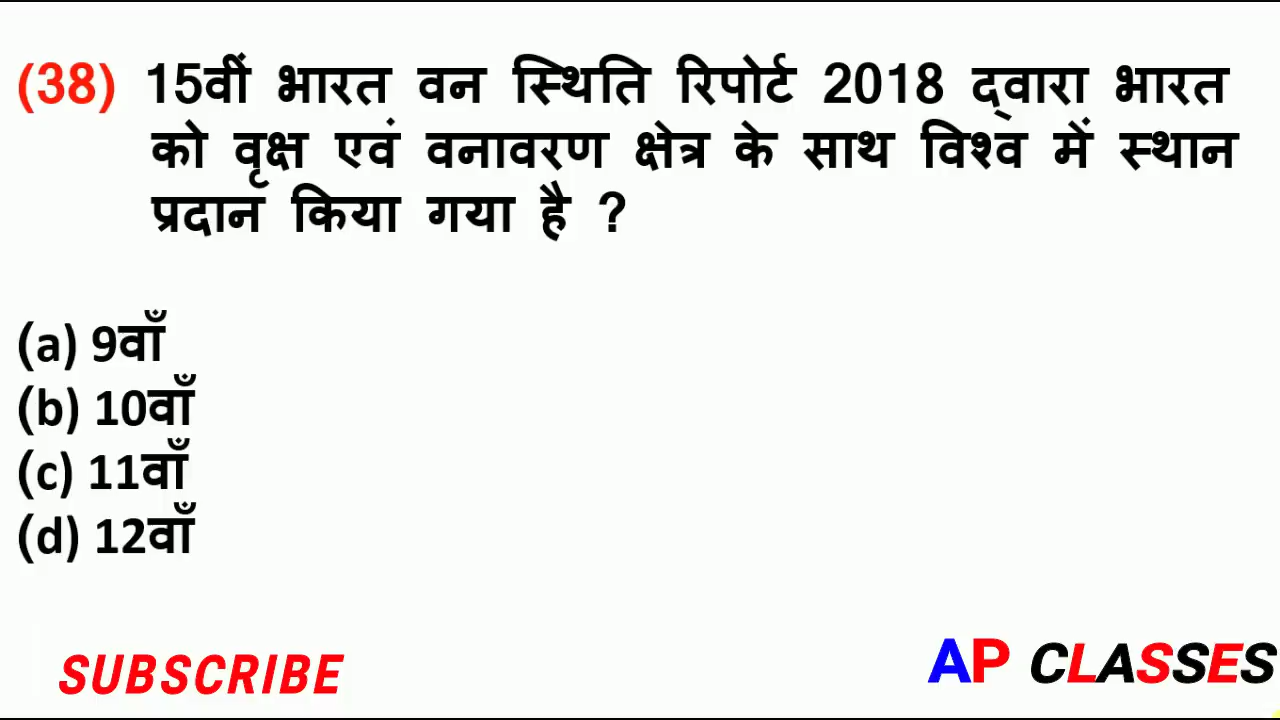 (38) 15वीं भारत वन स्थिति रिपोर्ट 2018 द्वारा भारत
को वृक्ष एवं वनावरण क्षेत्र के साथ विश्व में स्थान
प्रदान किया गया है ?
(a) 9वाँ
(b) 10वाँ
(c) 11वाँ
(d) 12वाँ
SUBSCRIBE
AP CLASSES